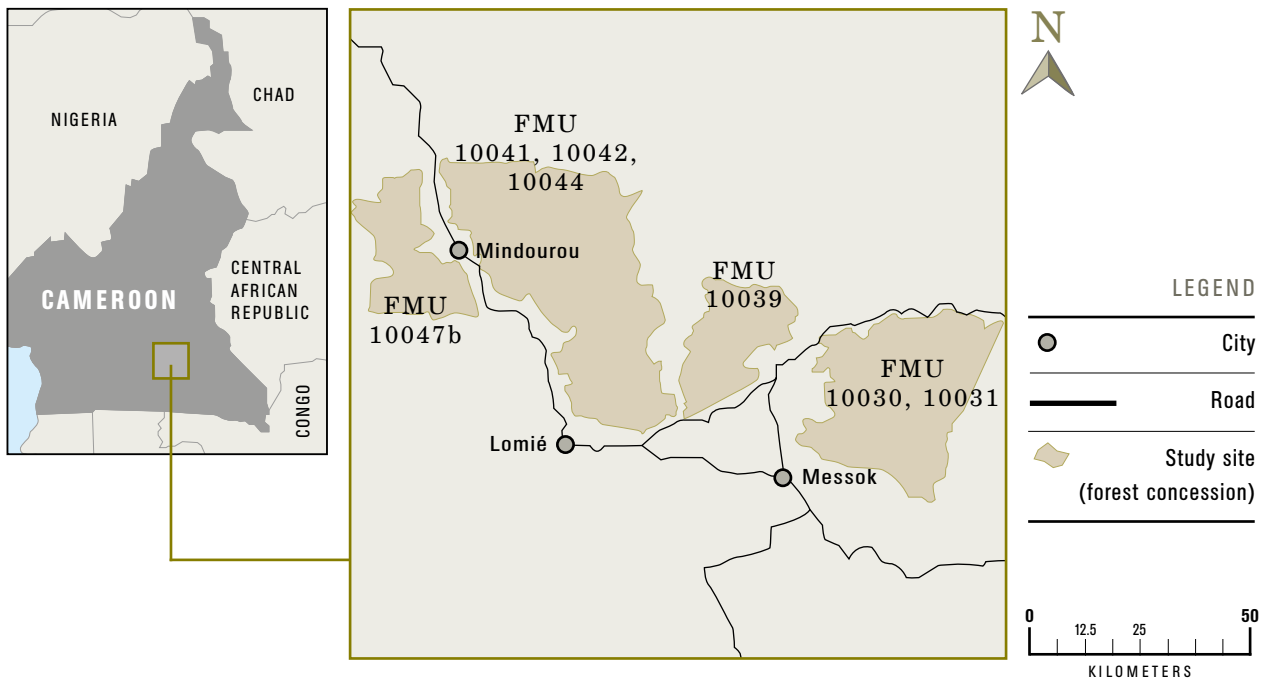 NIGERIA
CHAD
CAMEROON
CENTRAL
AFRICAN
REPUBLIC
CONGO
FMU
10041, 10042,
10044
Mindourou
FMU
10047b
FMU
10039
FMU
10030, 10031
Lomié
Messok
N
LEGEND
City
Road
Study site
(forest concession)
0 12.5 25 50
KILOMETERS